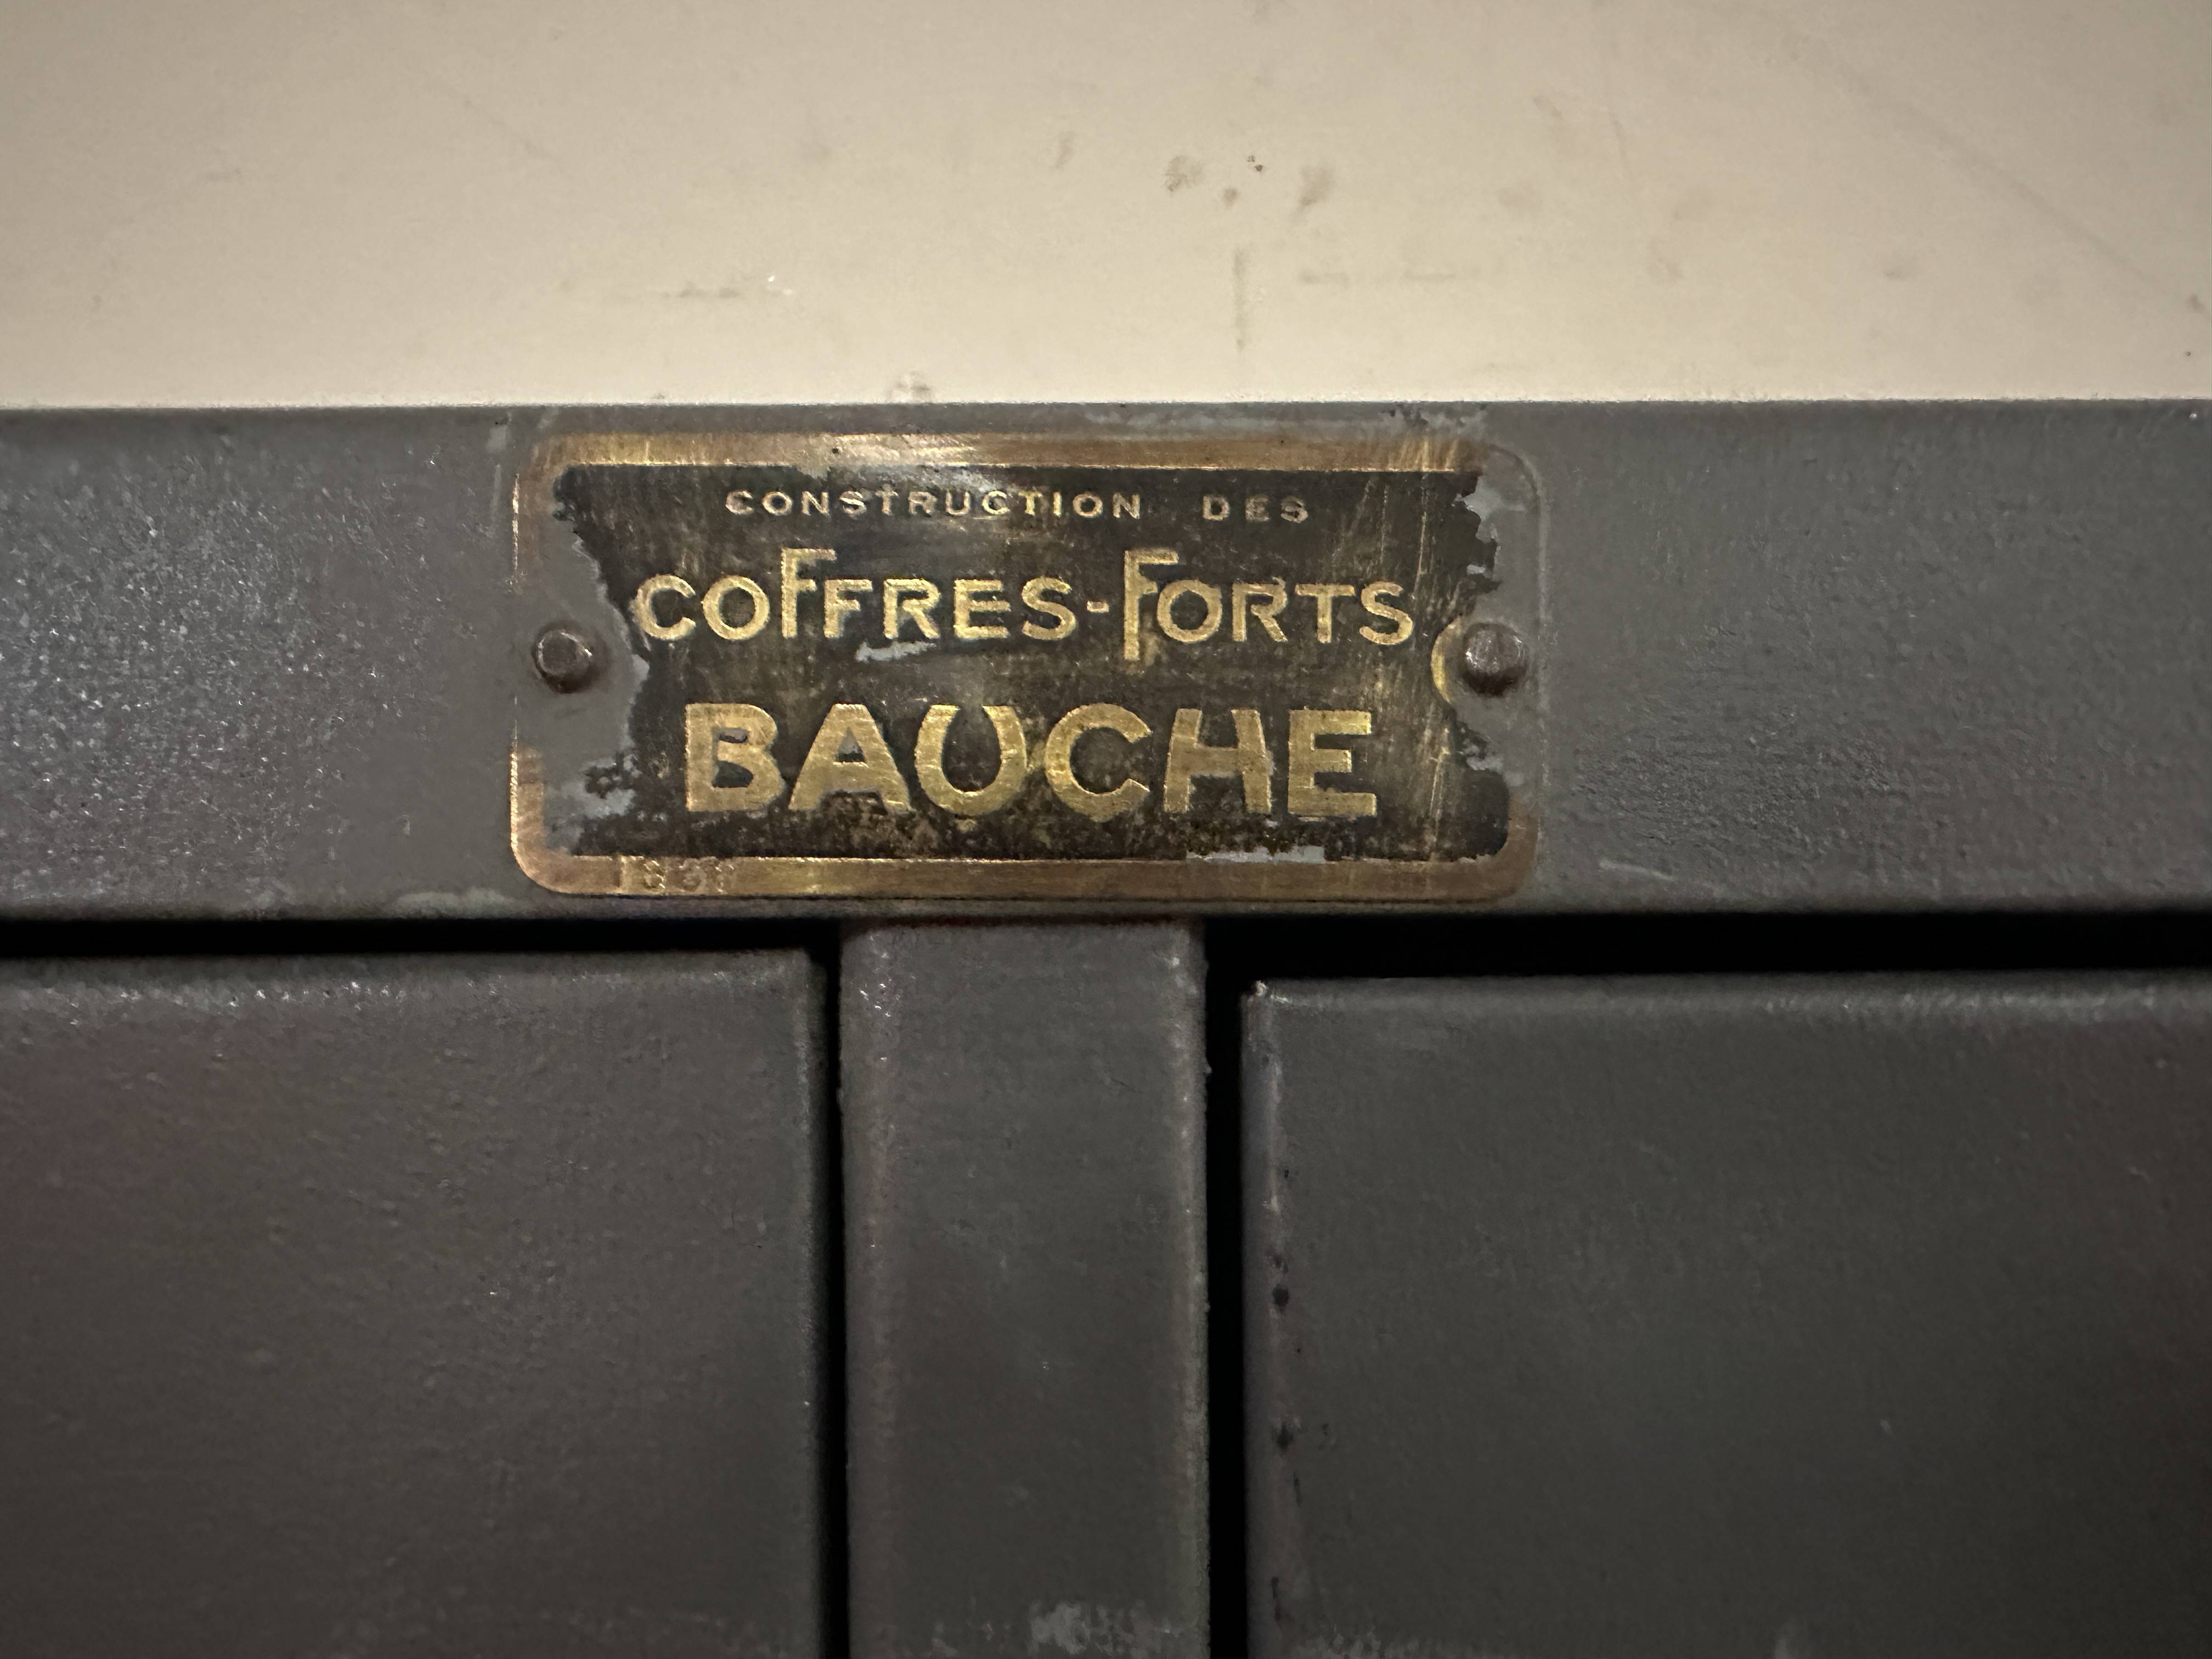 CONSTRUCTION DES
COFFRES-FORTS
BAUCHE